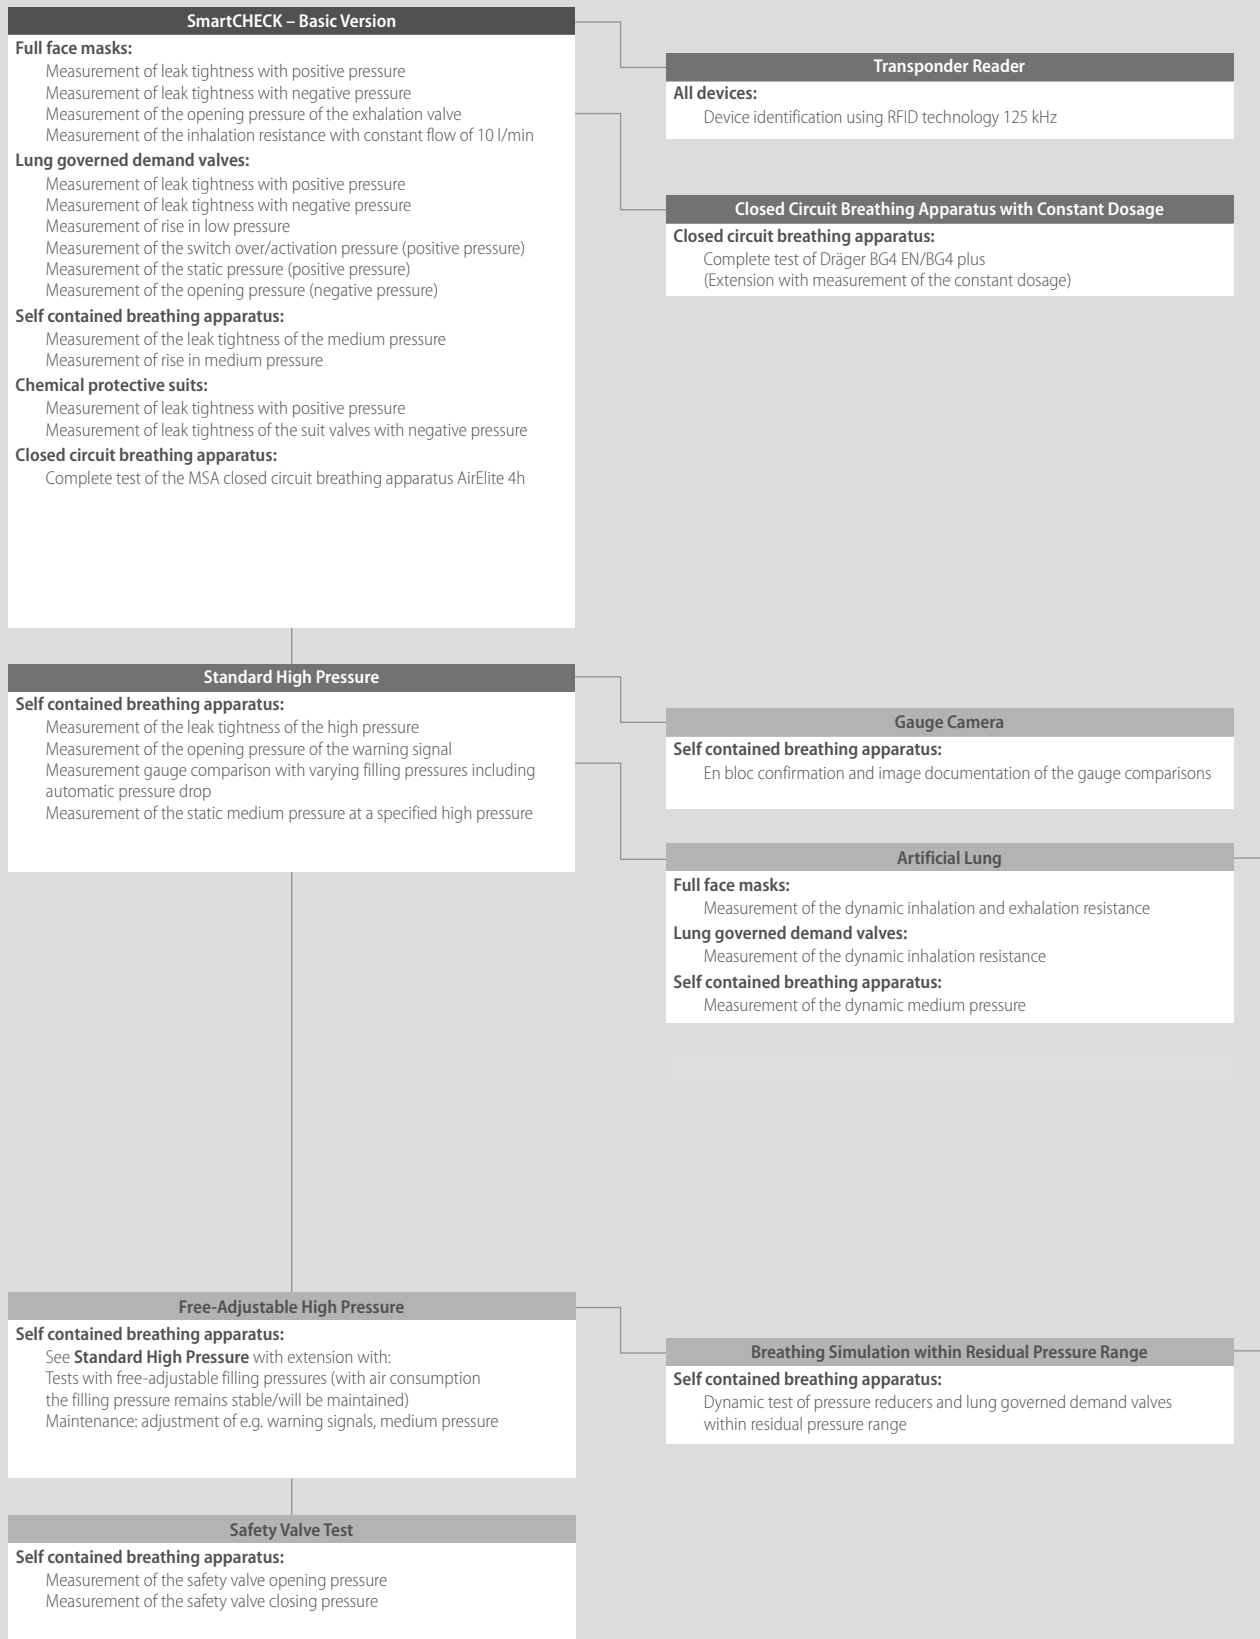 SmartCHECK – Basic Version
Full face masks:
Measurement of leak tightness with positive pressure
Measurement of leak tightness with negative pressure
Measurement of the opening pressure of the exhalation valve
Measurement of the inhalation resistance with constant flow of 10 l/min
Lung governed demand valves:
Measurement of leak tightness with positive pressure
Measurement of leak tightness with negative pressure
Measurement of rise in low pressure
Measurement of the switch over/activation pressure (positive pressure)
Measurement of the static pressure (positive pressure)
Measurement of the opening pressure (negative pressure)
Self contained breathing apparatus:
Measurement of the leak tightness of the medium pressure
Measurement of rise in medium pressure
Chemical protective suits:
Measurement of leak tightness with positive pressure
Measurement of leak tightness of the suit valves with negative pressure
Closed circuit breathing apparatus:
Complete test of the MSA closed circuit breathing apparatus AirElite 4h
Transponder Reader
All devices:
Device identification using RFID technology 125 kHz
Closed Circuit Breathing Apparatus with Constant Dosage
Closed circuit breathing apparatus:
Complete test of Dräger BG4 EN/BG4 plus
(Extension with measurement of the constant dosage)
Standard High Pressure
Self contained breathing apparatus:
Measurement of the leak tightness of the high pressure
Measurement of the opening pressure of the warning signal
Measurement gauge comparison with varying filling pressures including
automatic pressure drop
Measurement of the static medium pressure at a specified high pressure
Gauge Camera
Self contained breathing apparatus:
En bloc confirmation and image documentation of the gauge comparisons
Artificial Lung
Full face masks:
Measurement of the dynamic inhalation and exhalation resistance
Lung governed demand valves:
Measurement of the dynamic inhalation resistance
Self contained breathing apparatus:
Measurement of the dynamic medium pressure
Free-Adjustable High Pressure
Self contained breathing apparatus:
See Standard High Pressure with extension with:
Tests with free-adjustable filling pressures (with air consumption
the filling pressure remains stable/will be maintained)
Maintenance: adjustment of e.g. warning signals, medium pressure
Breathing Simulation within Residual Pressure Range
Self contained breathing apparatus:
Dynamic test of pressure reducers and lung governed demand valves
within residual pressure range
Safety Valve Test
Self contained breathing apparatus:
Measurement of the safety valve opening pressure
Measurement of the safety valve closing pressure